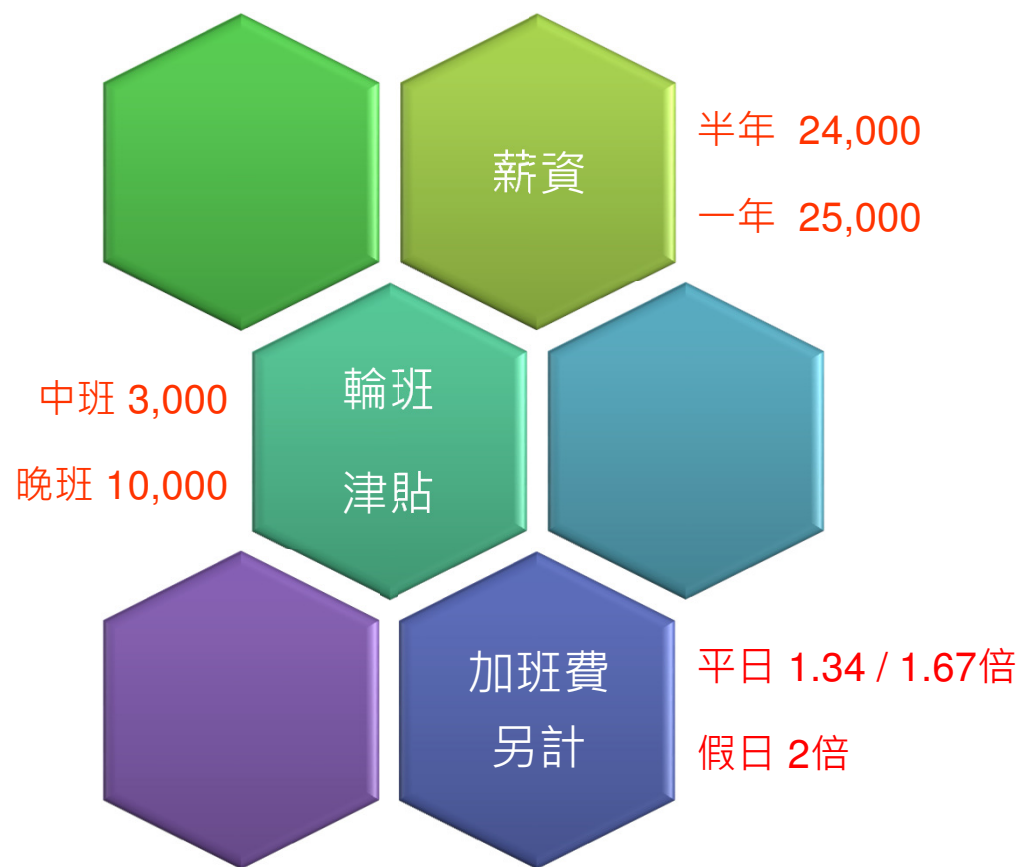 薪資
半年 24,000
一年 25,000
中班 3,000
晚班 10,000
輪班
津貼
加班費
另計
平日 1.34 / 1.67倍
假日 2倍